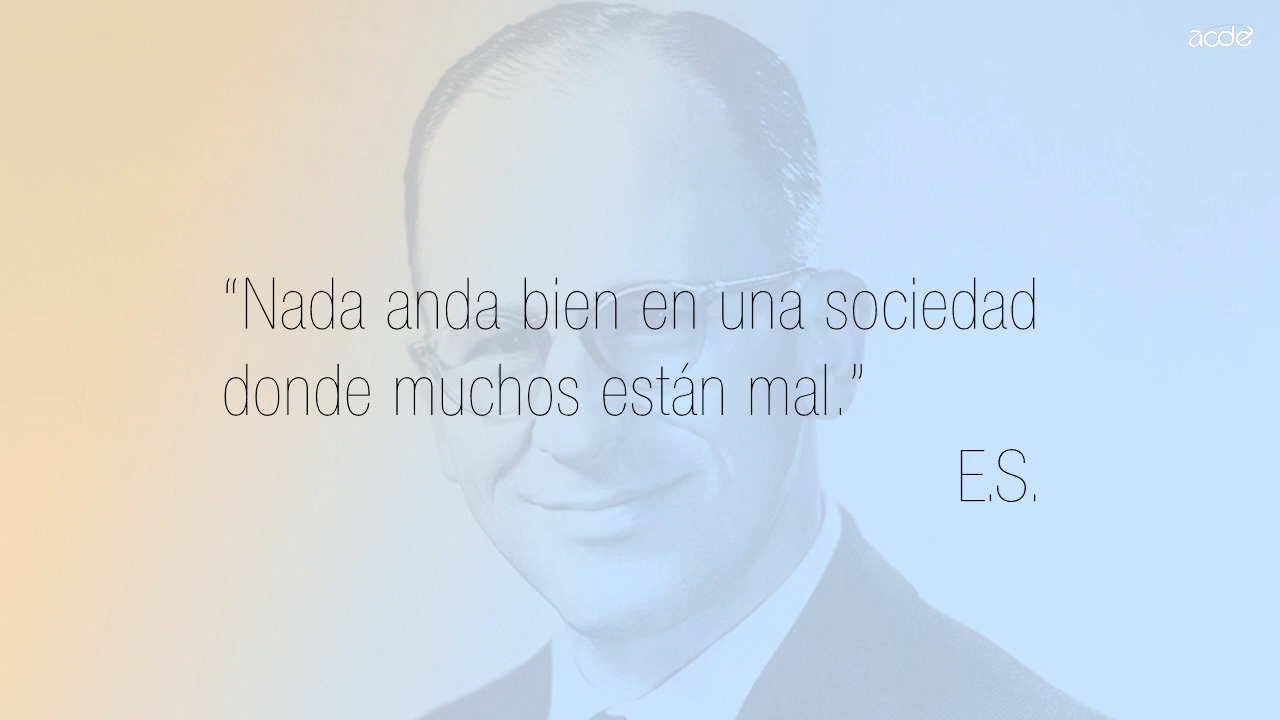 acde
“Nada anda bien en una sociedad
donde muchos están mal.”
E.S.